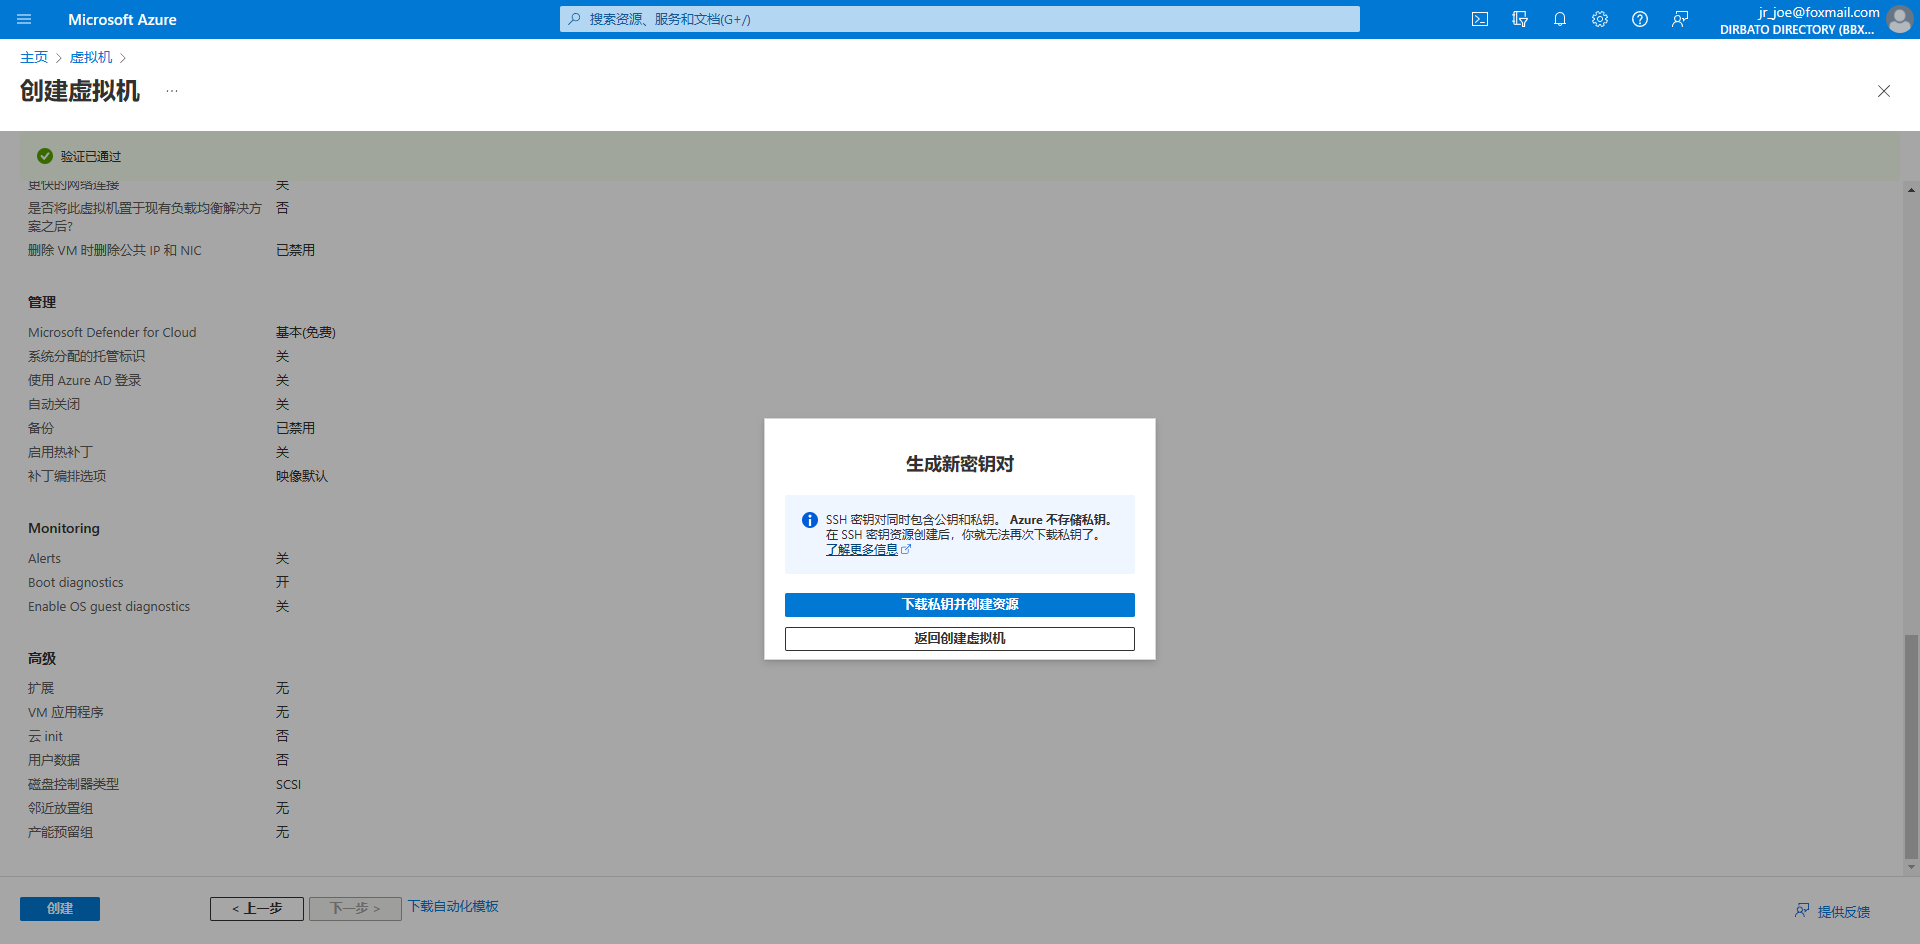 Microsoft Azure
搜索资源、服务和文档(G+/)
jr_joe@foxmail.com
DIRBATO DIRECTORY (BBX...
主页 > 虚拟机 >
创建虚拟机 ...
验证已通过
更快的网络连接 关
是否将此虚拟机置于现有负载均衡解决方 否
案之后?
删除 VM 时删除公共 IP 和 NIC 已禁用
管理
Microsoft Defender for Cloud 基本(免费)
系统分配的托管标识 关
使用 Azure AD 登录 关
自动关闭 关
备份 已禁用
启用热补丁 关
补丁编排选项 映像默认
Monitoring
Alerts 关
Boot diagnostics 开
Enable OS guest diagnostics 关
高级
扩展 无
VM 应用程序 无
云 init 否
用户数据 否
磁盘控制器类型 SCSI
邻近放置组 无
产能预留组 无
生成新密钥对
SSH 密钥对同时包含公钥和私钥。 Azure 不存储私钥。
在 SSH 密钥资源创建后，你就无法再次下载私钥了。
了解更多信息
下载私钥并创建资源
返回创建虚拟机
创建
< 上一步
下一步 >
下载自动化模板
提供反馈